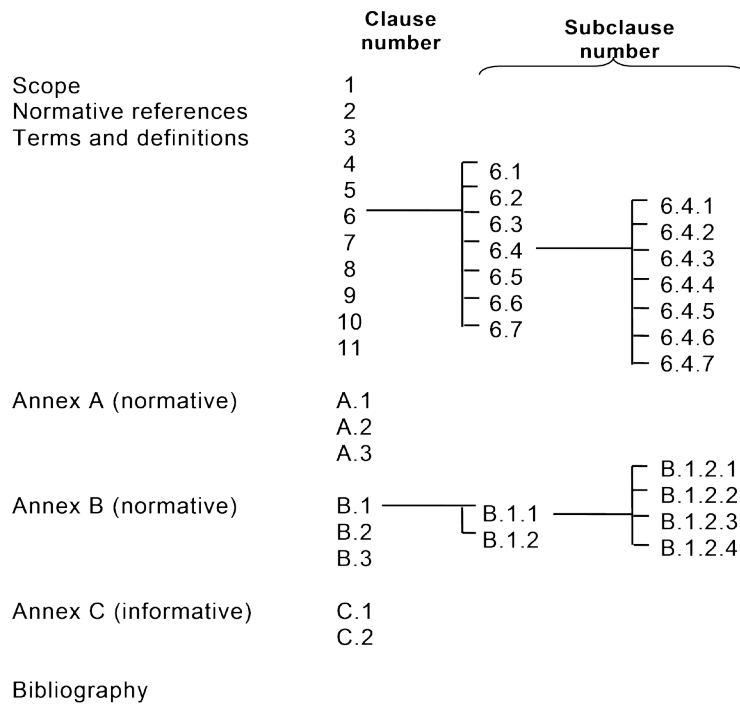 Clause number
Subclause number
Scope 1
Normative references 2
Terms and definitions 3
4
5
6
7
8
9
10
11
6.1
6.2
6.3
6.4
6.5
6.6
6.7
6.4.1
6.4.2
6.4.3
6.4.4
6.4.5
6.4.6
6.4.7
Annex A (normative) A.1
A.2
A.3
Annex B (normative) B.1
B.2
B.3
B.1.1
B.1.2
B.1.2.1
B.1.2.2
B.1.2.3
B.1.2.4
Annex C (informative) C.1
C.2
Bibliography